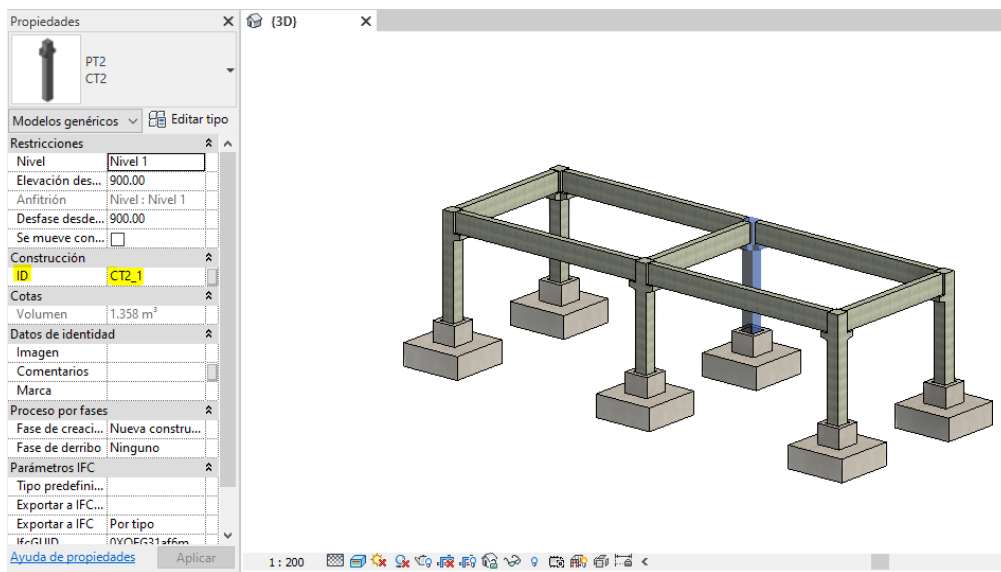 Propiedades
{3D}
PT2
CT2
Modelos genéricos
Editar tipo
Restricciones
Nivel Nivel 1
Elevación des... 900.00
Anfitrión Nivel : Nivel 1
Desfase desde... 900.00
Se mueve con...
Construcción
ID CT2_1
Cotas
Volumen 1.358 m³
Datos de identidad
Imagen
Comentarios
Marca
Proceso por fases
Fase de creaci... Nueva constru...
Fase de derribo Ninguno
Parámetros IFC
Tipo predefini...
Exportar a IFC...
Exportar a IFC Por tipo
IfcGUID
Ayuda de propiedades
Aplicar
1 : 200